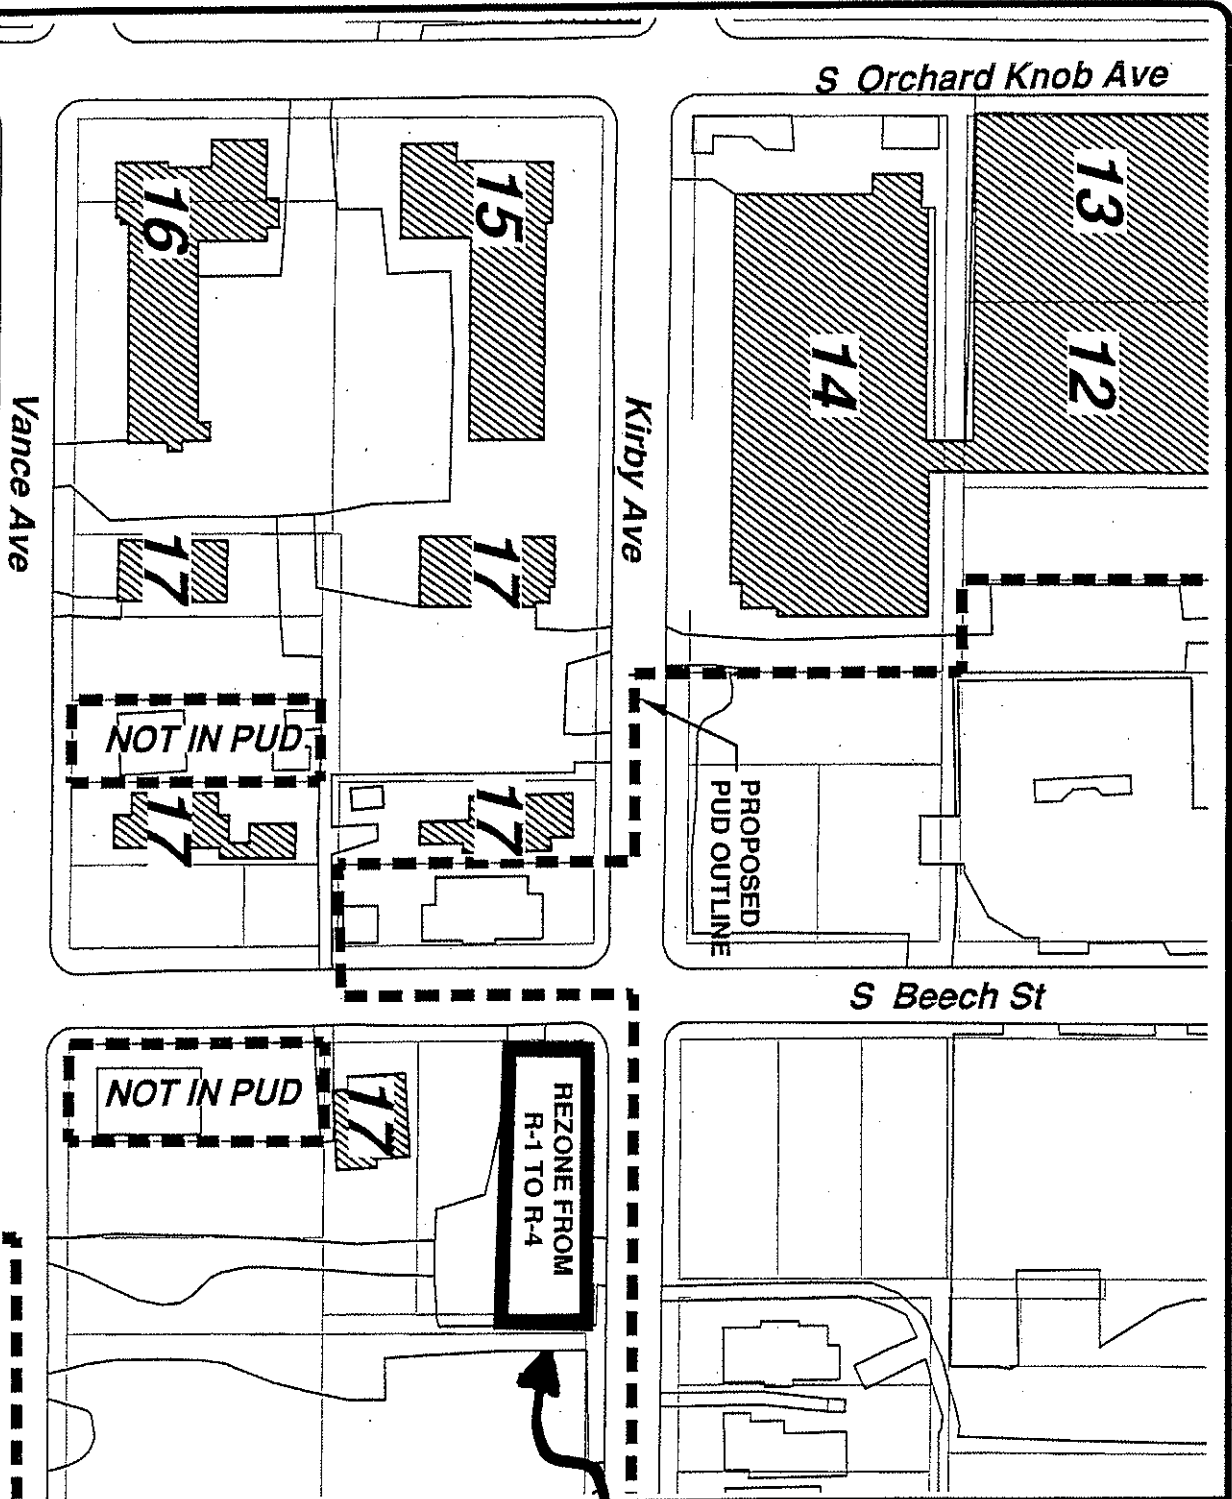 S Orchard Knob Ave
13
15
16
12
14
Kirby Ave
Vance Ave
17
17
NOT IN PUD
PROPOSED
PUD OUTLINE
17
17
S Beech St
NOT IN PUD
17
REZONE FROM
R-1 TO R-4